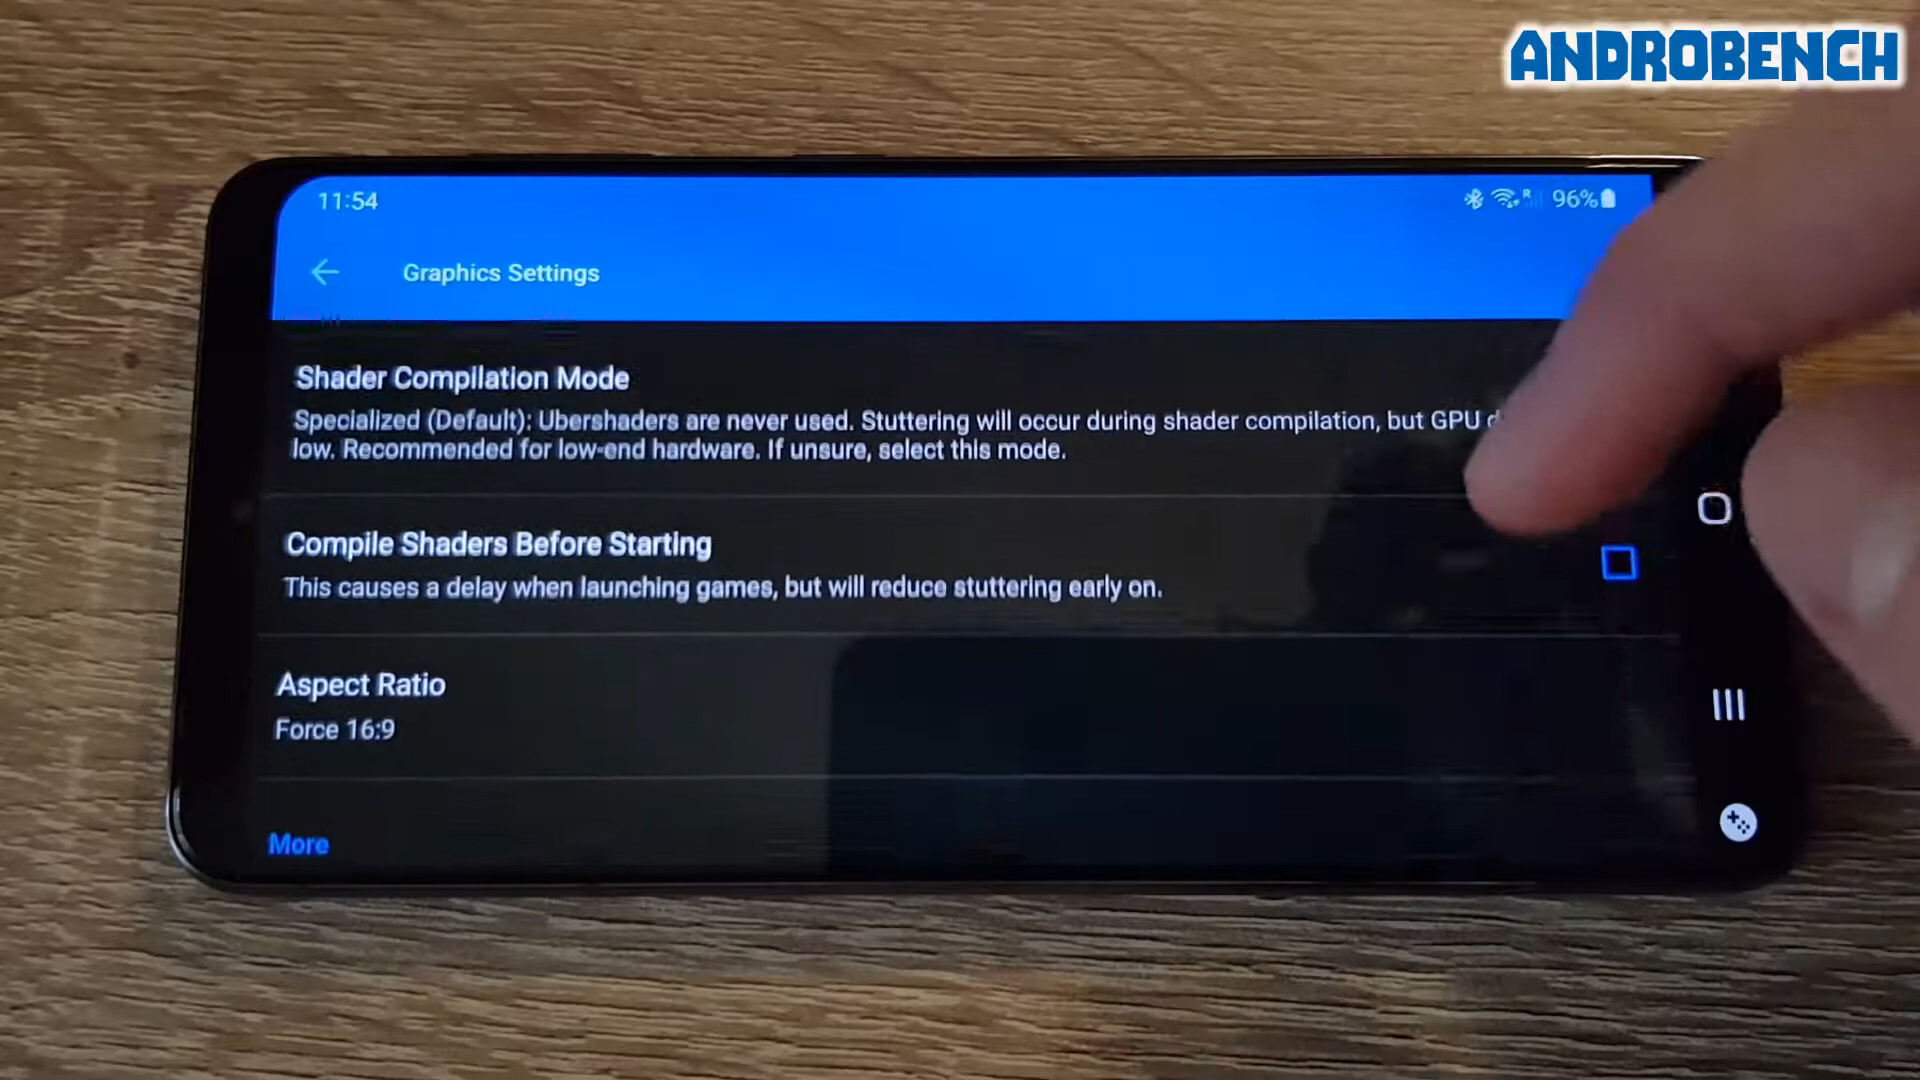 ANDROBENCH
11:54
96%
Graphics Settings
Shader Compilation Mode
Specialized (Default): Ubershaders are never used. Stuttering will occur during shader compilation, but GPU
low. Recommended for low-end hardware. If unsure, select this mode.
Compile Shaders Before Starting
This causes a delay when launching games, but will reduce stuttering early on.
Aspect Ratio
Force 16:9
More